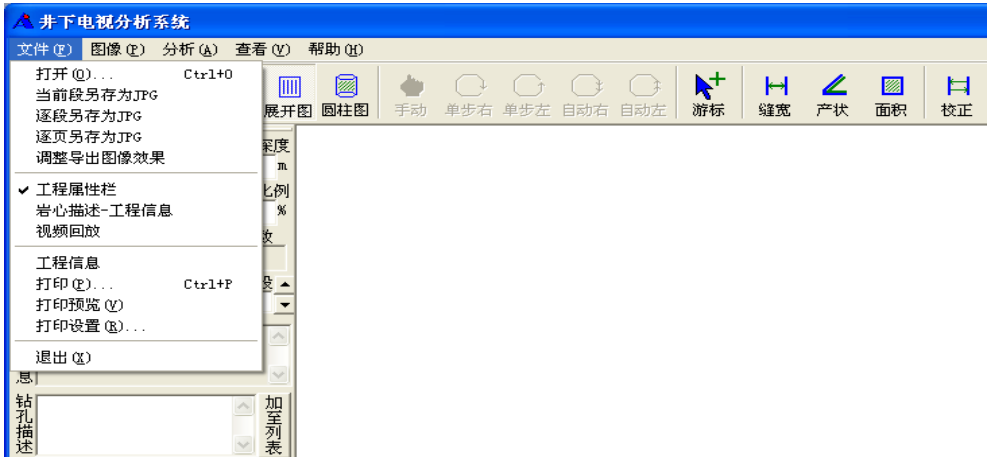 井下电视分析系统
文件(F) 图像(P) 分析(A) 查看(V) 帮助(H)
打开(O)... Ctrl+O
当前段另存为JPG
逐段另存为JPG
逐页另存为JPG
调整导出图像效果
工程属性栏
岩心描述-工程信息
视频回放
工程信息
打印(P)... Ctrl+P
打印预览(V)
打印设置(R)...
退出(X)
展开图 圆柱图 手动 单步右 单步左 自动右 自动左 游标 缝宽 产状 面积 校正
深度
m
比例
%
数
段
息
钻孔描述
加至列表